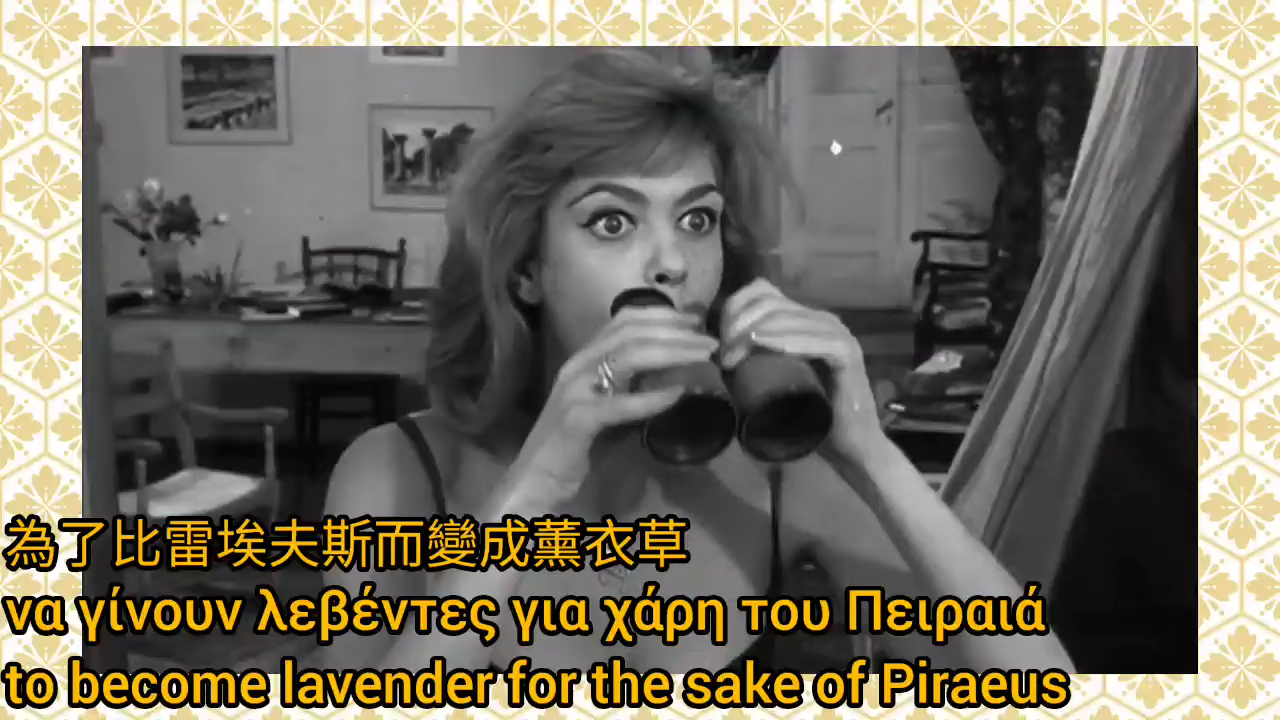 為了比雷埃夫斯而變成薰衣草
να γίνουν λεβέντες για χάρη του Πειραιά
to become lavender for the sake of Piraeus